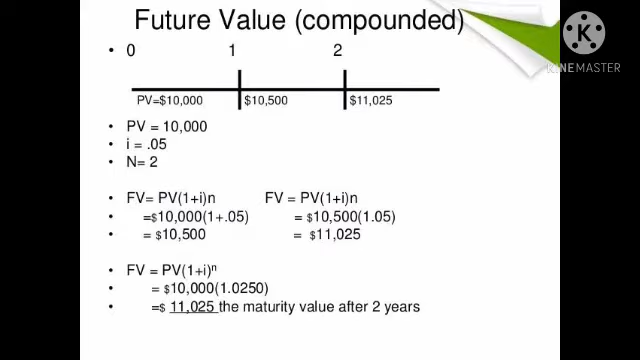 Future Value (compounded)
KINEMASTER
• 0 1 2
PV=$10,000 $10,500 $11,025
• PV = 10,000
• i = .05
• N= 2
• FV= PV(1+i)n FV = PV(1+i)n
• =$10,000(1+.05) = $10,500(1.05)
• = $10,500 = $11,025
• FV = PV(1+i)ⁿ
• = $10,000(1.0250)
• =$ 11,025 the maturity value after 2 years